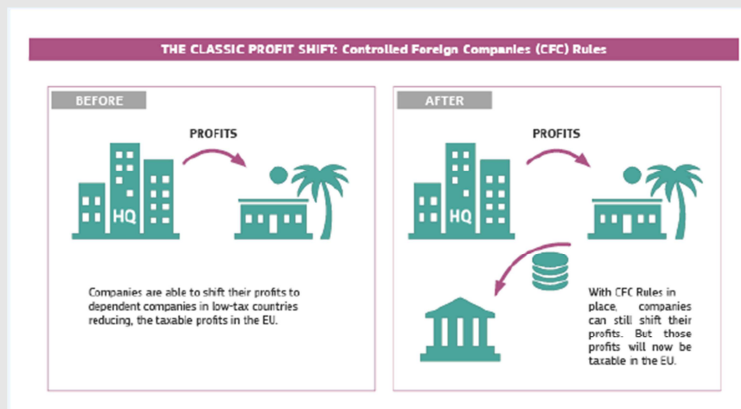 THE CLASSIC PROFIT SHIFT: Controlled Foreign Companies (CFC) Rules
BEFORE
PROFITS
HQ
Companies are able to shift their profits to
dependent companies in low-tax countries
reducing, the taxable profits in the EU.
AFTER
PROFITS
HQ
With CFC Rules in
place, companies
can still shift their
profits. But those
profits will now be
taxable in the EU.